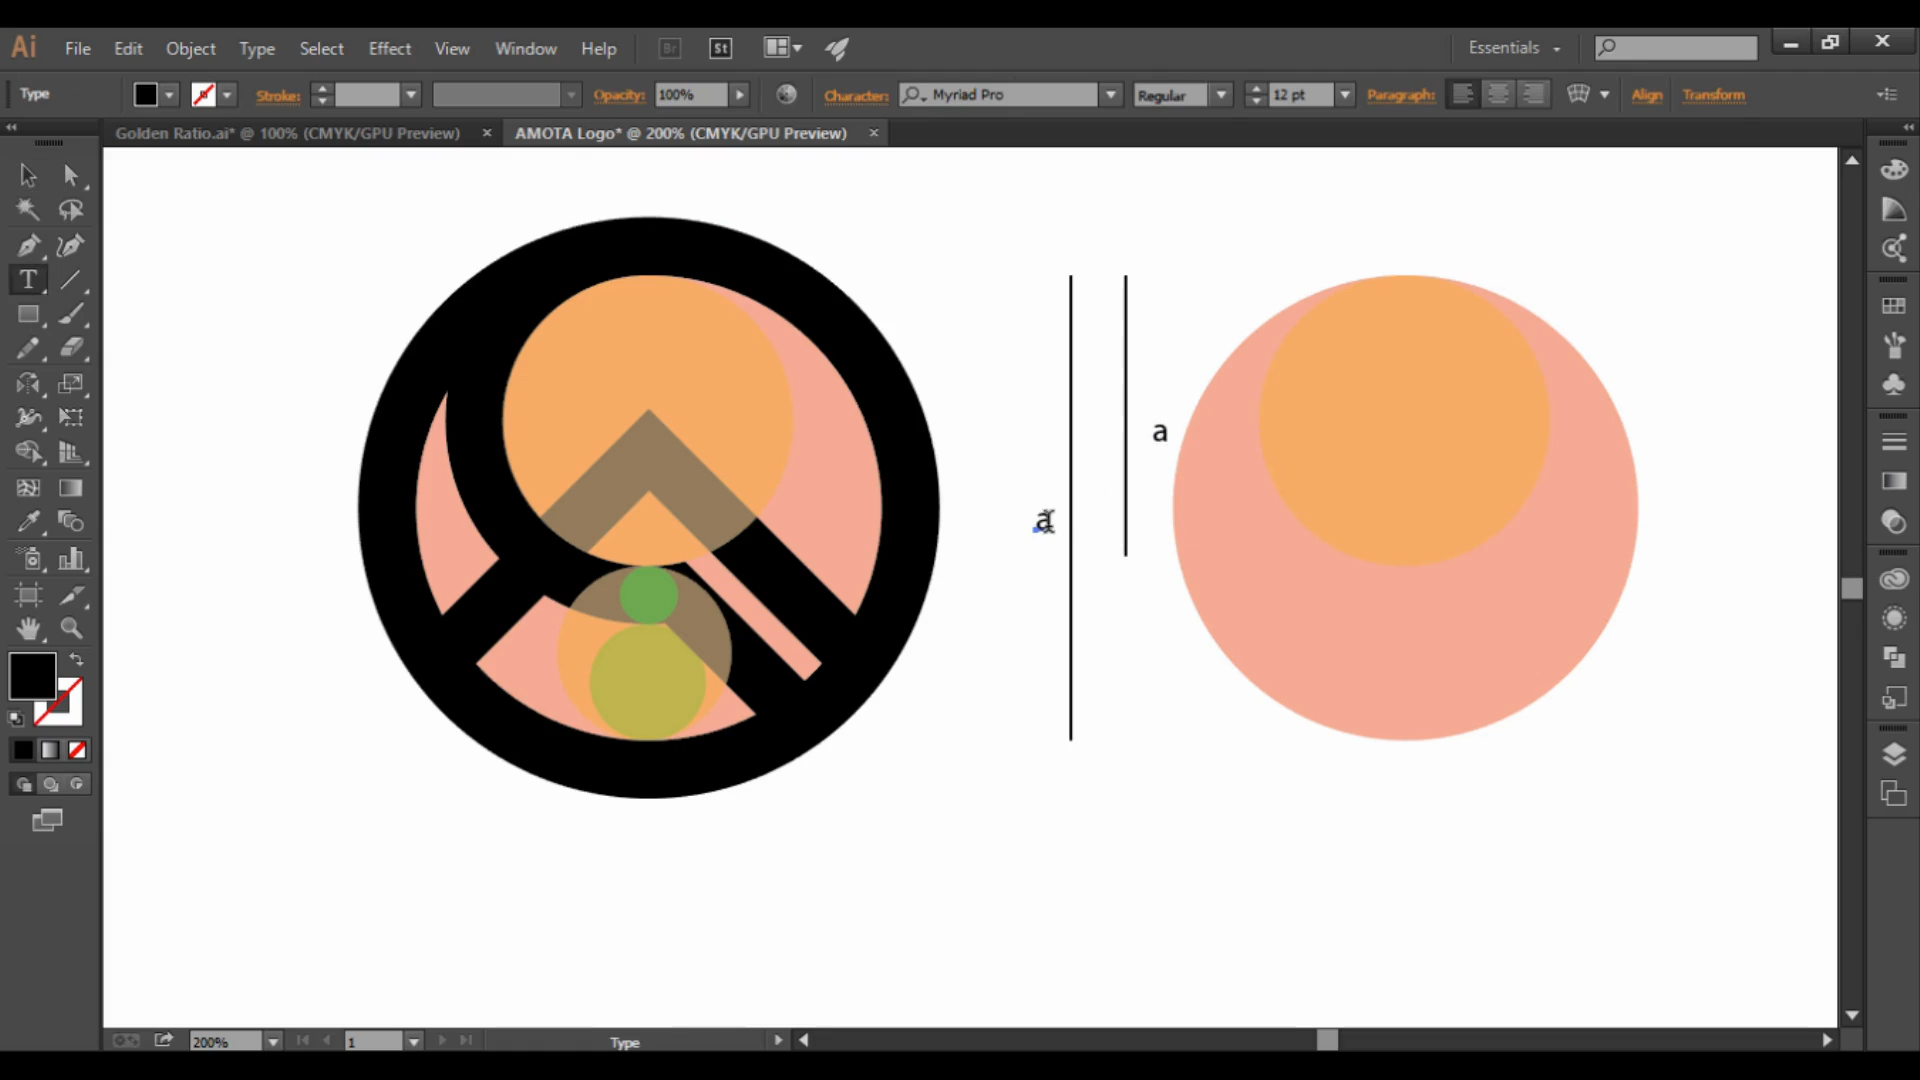 Ai File Edit Object Type Select Effect View Window Help Br St Essentials
Type Stroke: Opacity: 100% Character: Myriad Pro Regular 12 pt Paragraph: Align Transform
Golden Ratio.ai* @ 100% (CMYK/GPU Preview) AMOTA Logo* @ 200% (CMYK/GPU Preview)
T
a
a
200% 1 Type